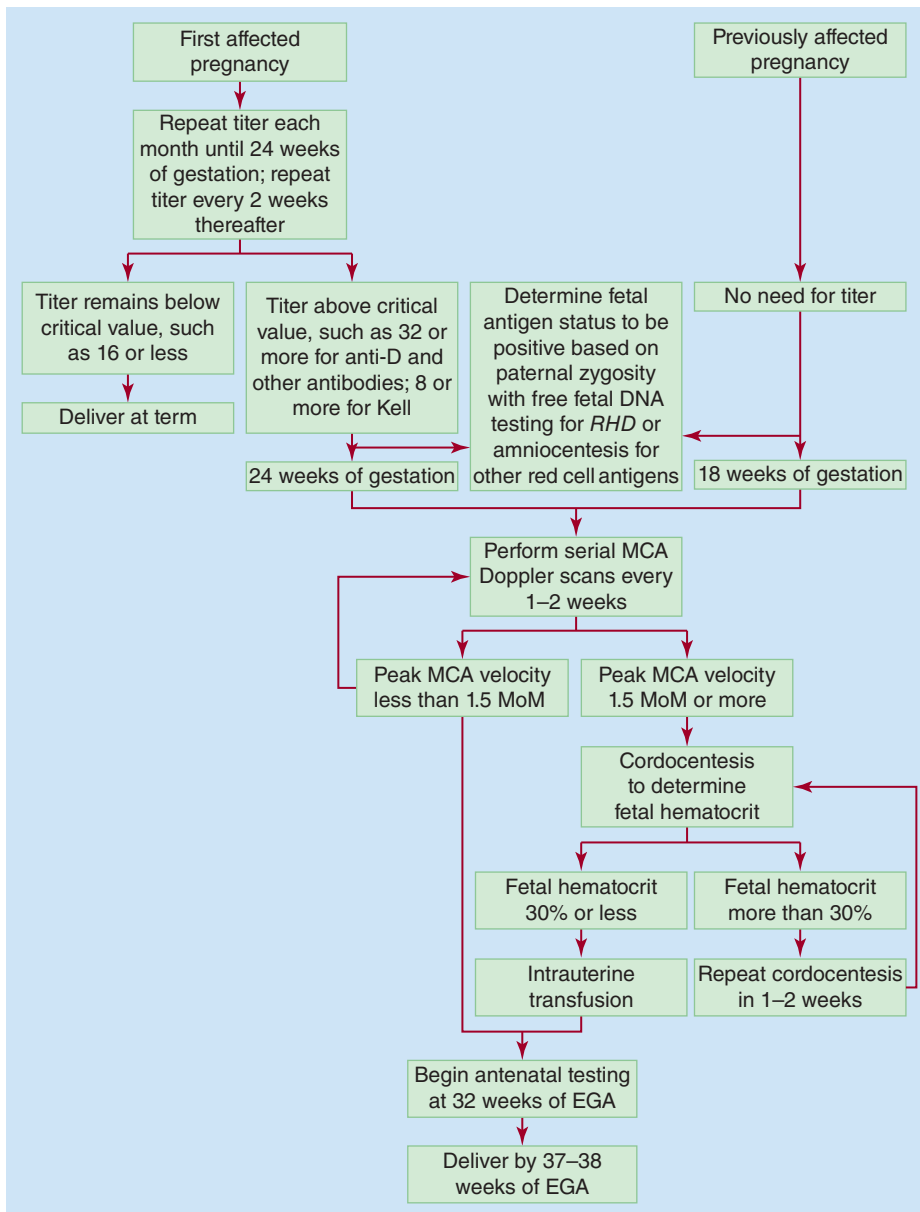 First affected
pregnancy
Previously affected
pregnancy
Repeat titer each
month until 24 weeks
of gestation; repeat
titer every 2 weeks
thereafter
Titer remains below
critical value, such
as 16 or less
Titer above critical
value, such as 32 or
more for anti-D and
other antibodies; 8 or
more for Kell
Determine fetal
antigen status to be
positive based on
paternal zygosity
with free fetal DNA
testing for RHD or
amniocentesis for
other red cell antigens
No need for titer
Deliver at term
24 weeks of gestation
18 weeks of gestation
Perform serial MCA
Doppler scans every
1–2 weeks
Peak MCA velocity
less than 1.5 MoM
Peak MCA velocity
1.5 MoM or more
Cordocentesis
to determine
fetal hematocrit
Fetal hematocrit
30% or less
Fetal hematocrit
more than 30%
Intrauterine
transfusion
Repeat cordocentesis
in 1–2 weeks
Begin antenatal testing
at 32 weeks of EGA
Deliver by 37–38
weeks of EGA